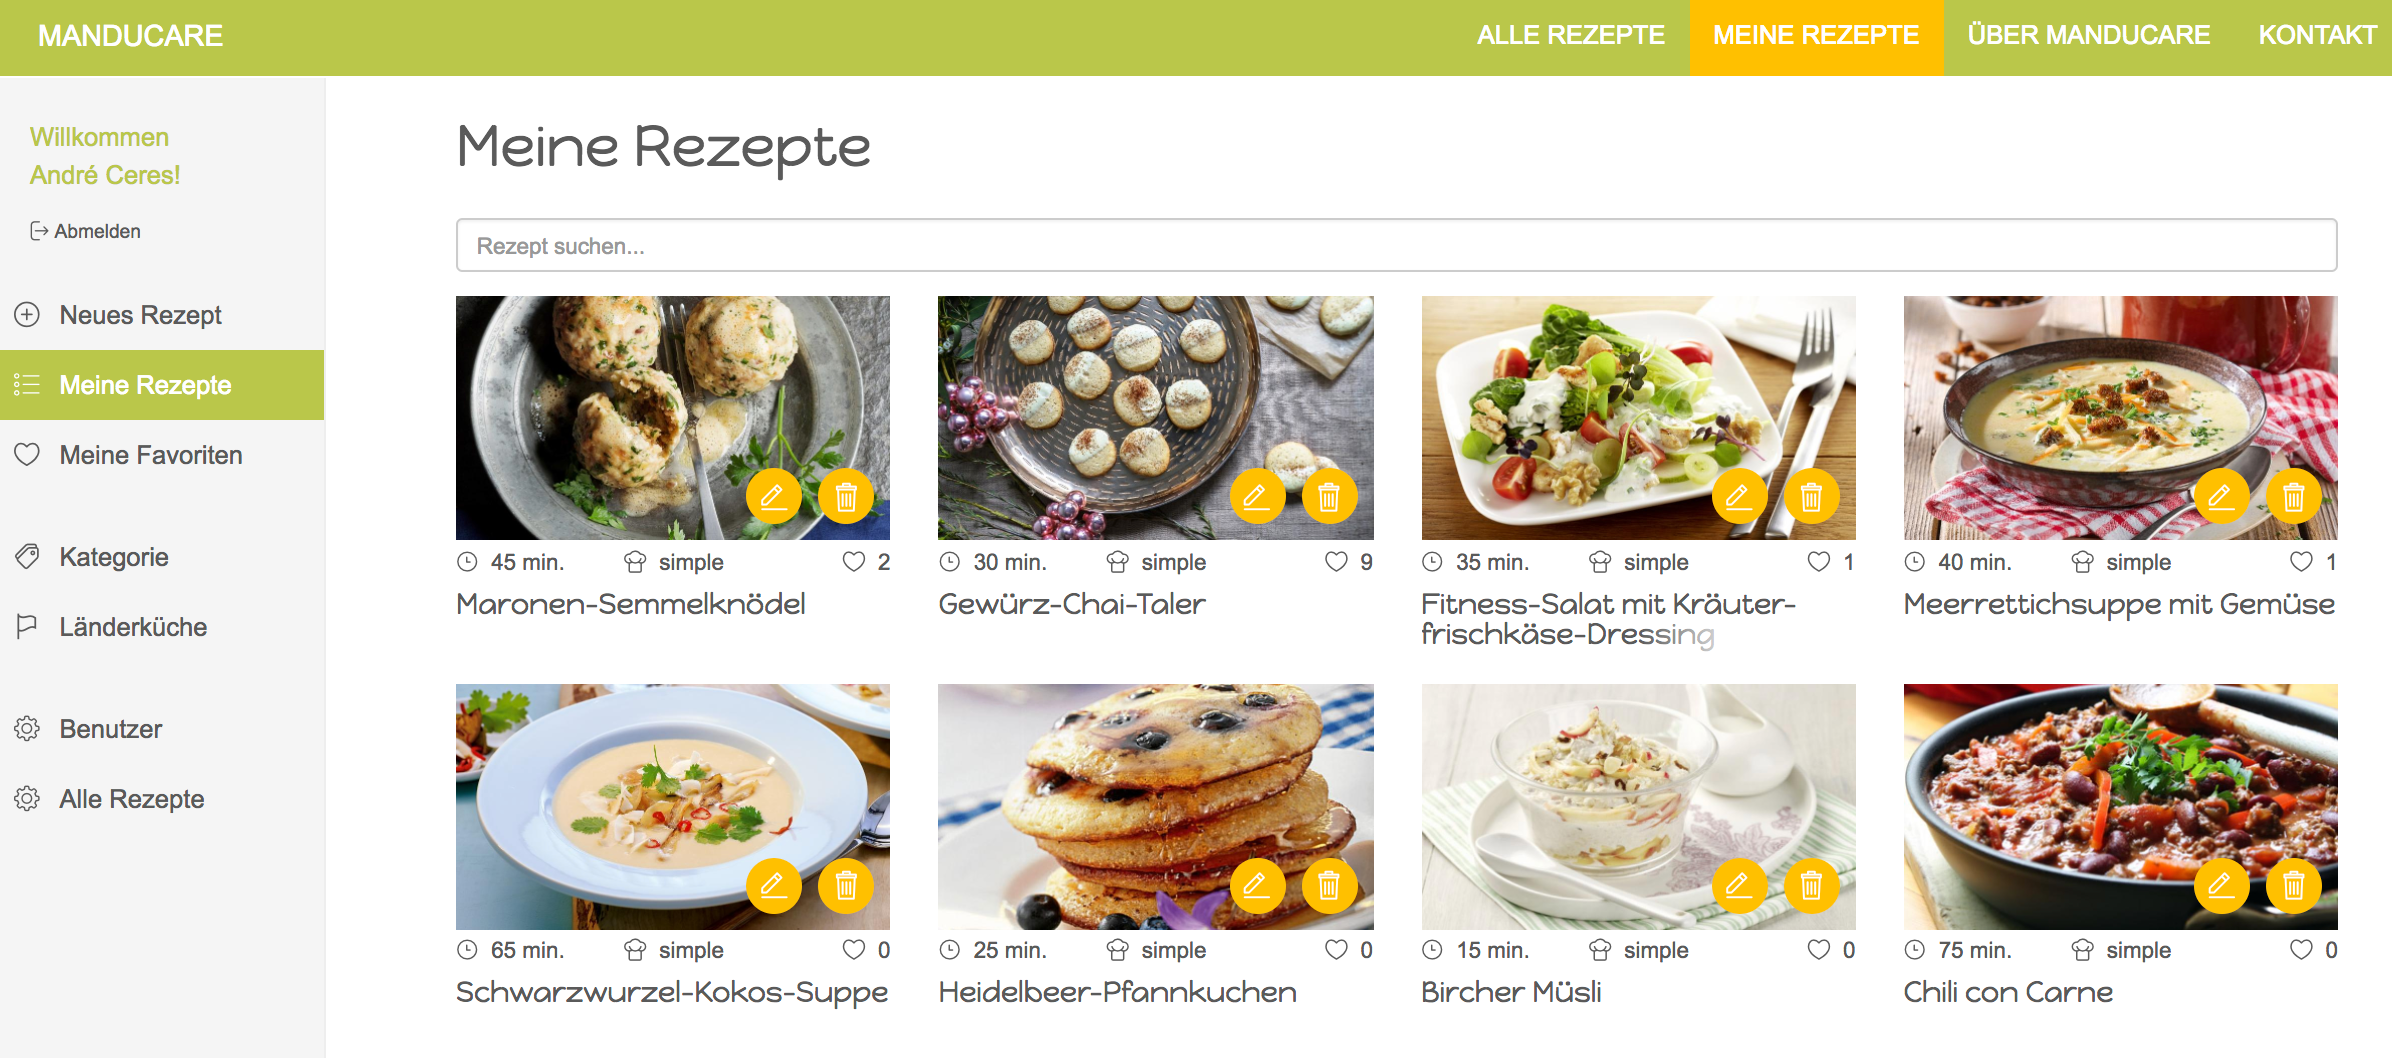 MANDUCARE
ALLE REZEPTE
MEINE REZEPTE
ÜBER MANDUCARE
KONTAKT
Willkommen
André Ceres!
Abmelden
Neues Rezept
Meine Rezepte
Meine Favoriten
Kategorie
Länderküche
Benutzer
Alle Rezepte
Meine Rezepte
Rezept suchen...
45 min. simple 2
Maronen-Semmelknödel
30 min. simple 9
Gewürz-Chai-Taler
35 min. simple 1
Fitness-Salat mit Kräuter-
frischkäse-Dressing
40 min. simple 1
Meerrettichsuppe mit Gemüse
65 min. simple 0
Schwarzwurzel-Kokos-Suppe
25 min. simple 0
Heidelbeer-Pfannkuchen
15 min. simple 0
Bircher Müsli
75 min. simple 0
Chili con Carne